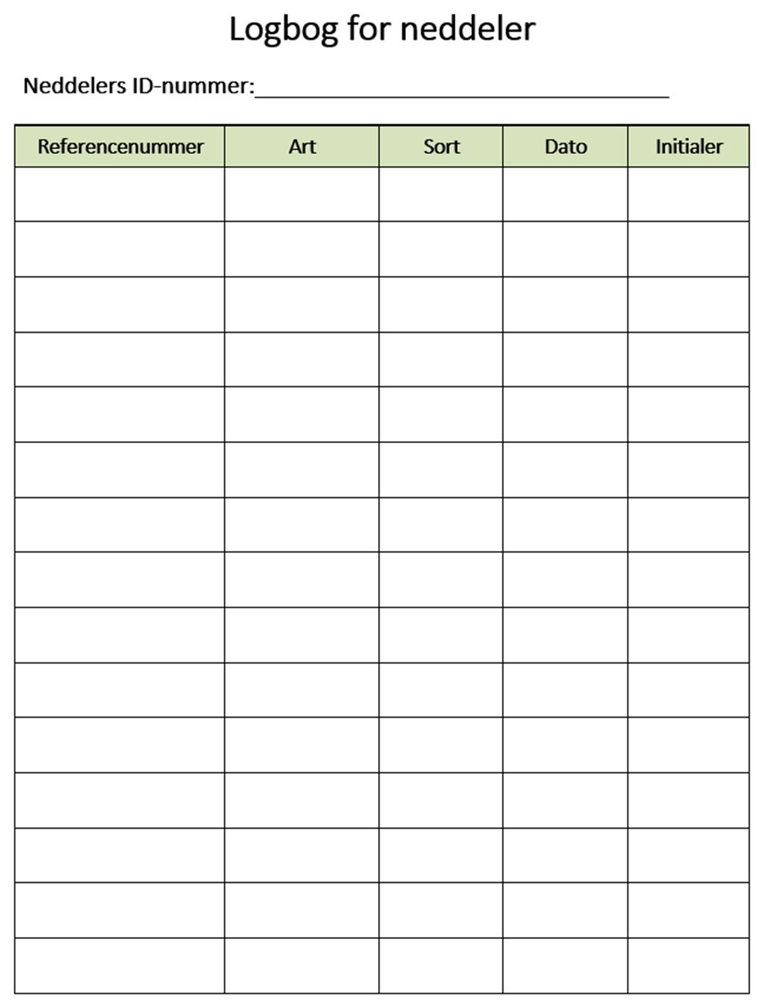 Logbog for neddeler
Neddelers ID-nummer:
Referencenummer Art Sort Dato Initialer